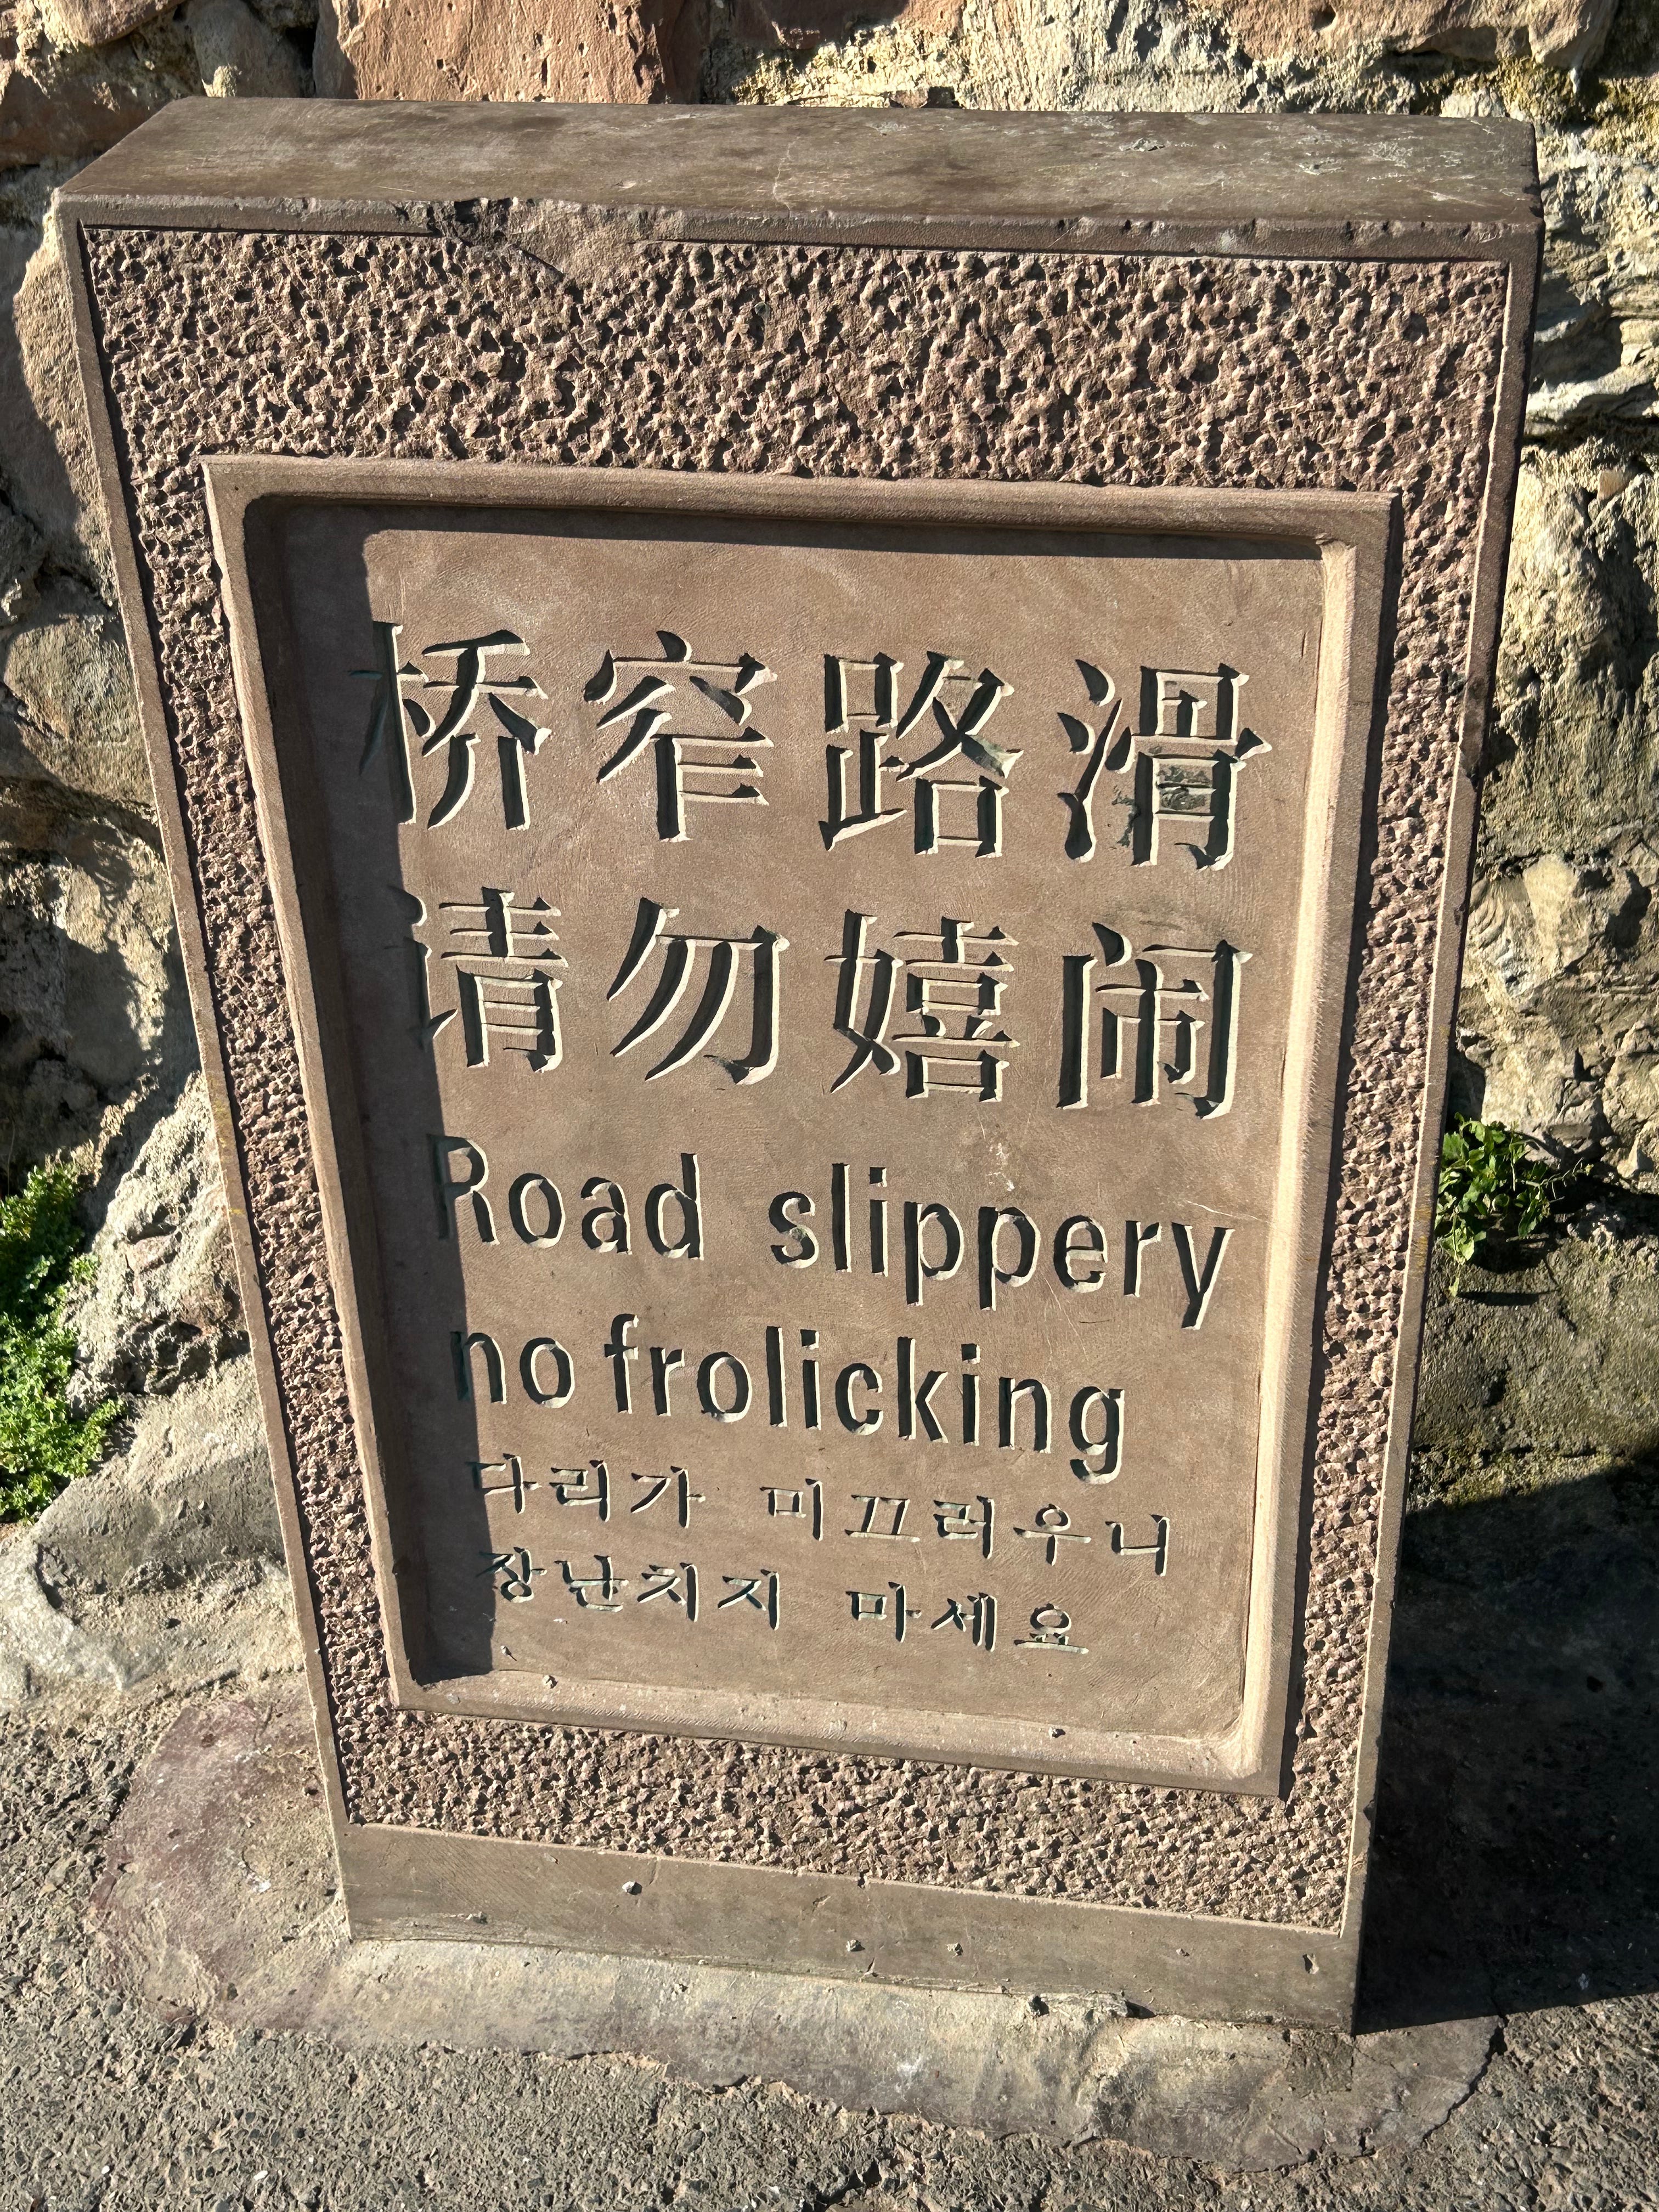 桥窄路滑
请勿嬉闹
Road slippery
no frolicking
다리가 미끄러우니
장난치지 마세요